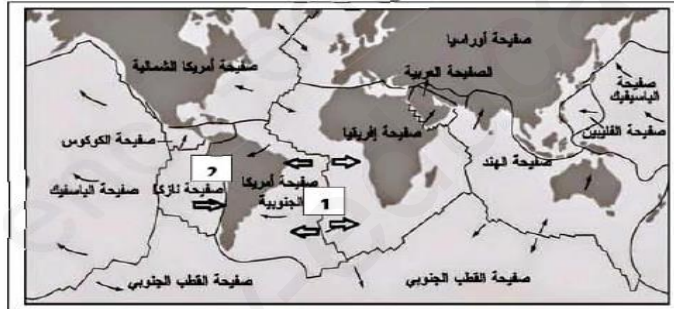 صفيحة أوراسيا
صفيحة أمريكا الشمالية
الصفيحة العربية
صفيحة
الباسيفيك
صفيحة إفريقيا
صفيحة الفلبين
صفيحة الكوكوس
2
صفيحة الهند
صفيحة نازكا
صفيحة أمريكا
الجنوبية
1
صفيحة الباسفيك
صفيحة القطب الجنوبي
صفيحة القطب الجنوبي